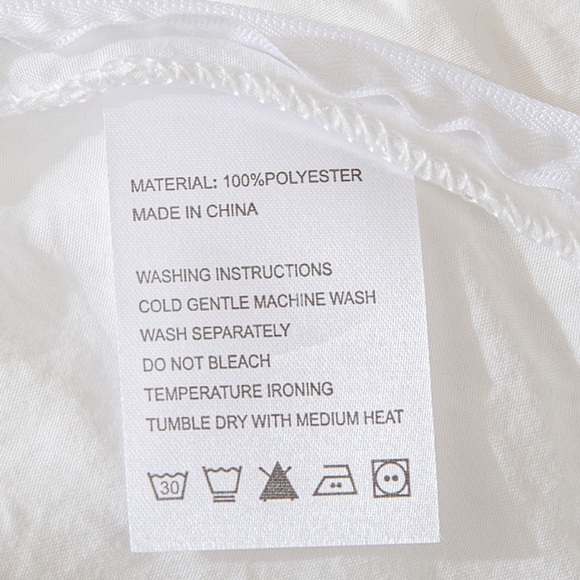 MATERIAL: 100%POLYESTER
MADE IN CHINA
WASHING INSTRUCTIONS
COLD GENTLE MACHINE WASH
WASH SEPARATELY
DO NOT BLEACH
TEMPERATURE IRONING
TUMBLE DRY WITH MEDIUM HEAT
30